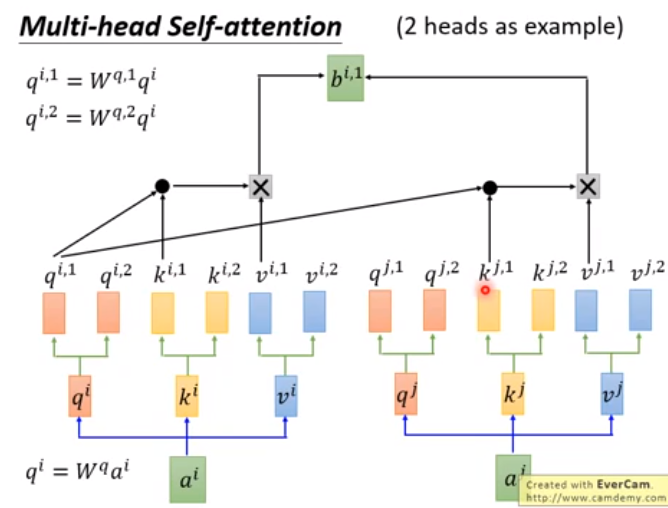 Multi-head Self-attention (2 heads as example)
q^{i,1} = W^{q,1}q^i
q^{i,2} = W^{q,2}q^i
b^{i,1}
q^{i,1} q^{i,2} k^{i,1} k^{i,2} v^{i,1} v^{i,2} q^{j,1} q^{j,2} k^{j,1} k^{j,2} v^{j,1} v^{j,2}
q^i k^i v^i q^j k^j v^j
q^i = W^q a^i
a^i a^j
Created with EverCam.
http://www.camdemy.com